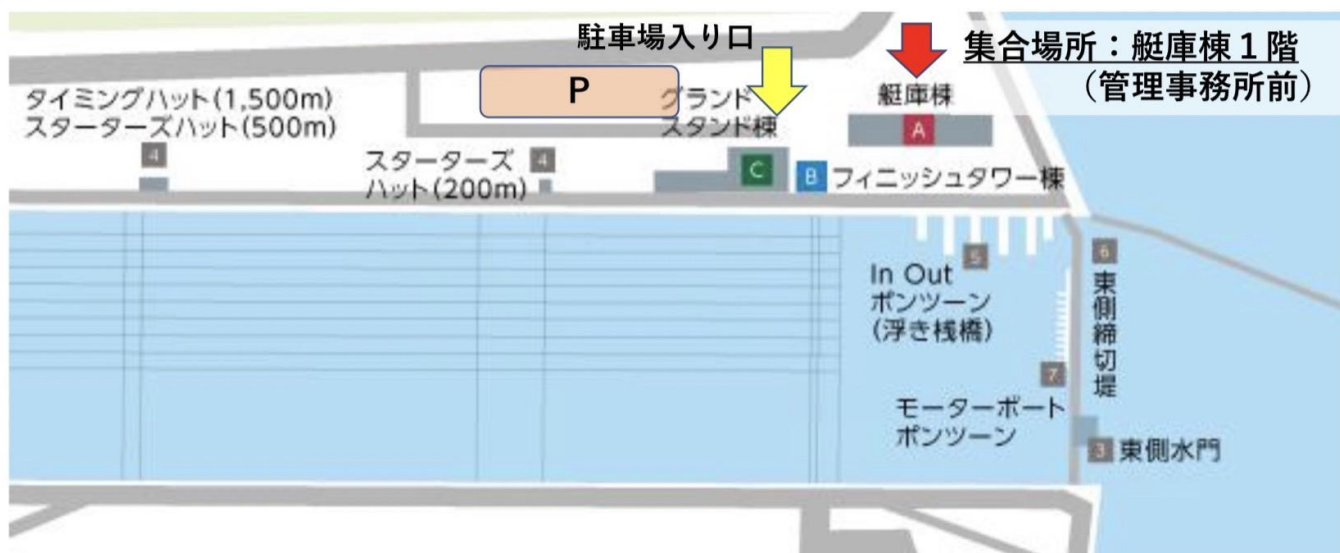 駐車場入り口
集合場所：艇庫棟１階
（管理事務所前）
P
タイミングハット(1,500m)
スターターズハット(500m)
4
スターターズ
ハット(200m)
4
グランド
スタンド棟
C
艇庫棟
A
B
フィニッシュタワー棟
5
In Out
ポンツーン
(浮き桟橋)
6
東側締切堤
7
モーターボート
ポンツーン
3
東側水門